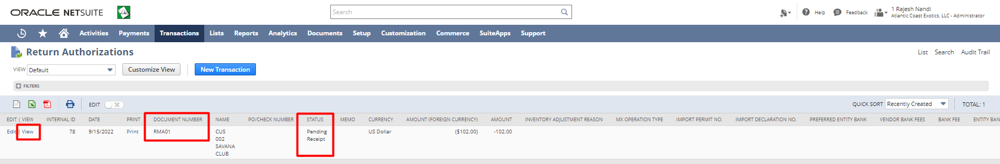 ORACLE NETSUITE
Search
Help
Feedback
1 Rajesh Nandi
Atlantic Coast Exotics, LLC - Administrator
Activities Payments Transactions Lists Reports Analytics Documents Setup Customization Commerce SuiteApps Support
Return Authorizations
List Search Audit Trail
VIEW Default Customize View New Transaction
FILTERS
EDIT QUICK SORT Recently Created TOTAL: 1
EDIT | VIEW INTERNAL ID DATE PRINT DOCUMENT NUMBER NAME PO/CHECK NUMBER STATUS MEMO CURRENCY AMOUNT (FOREIGN CURRENCY) AMOUNT INVENTORY ADJUSTMENT REASON MX OPERATION TYPE IMPORT PERMIT NO. IMPORT DECLARATION NO. PREFERRED ENTITY BANK VENDOR BANK FEES BANK FEE ENTITY BAN
Edit | View 78 9/15/2022 Print RMA01 CUS Pending US Dollar ($102.00) -102.00
002 Receipt
SAVANA
CLUB